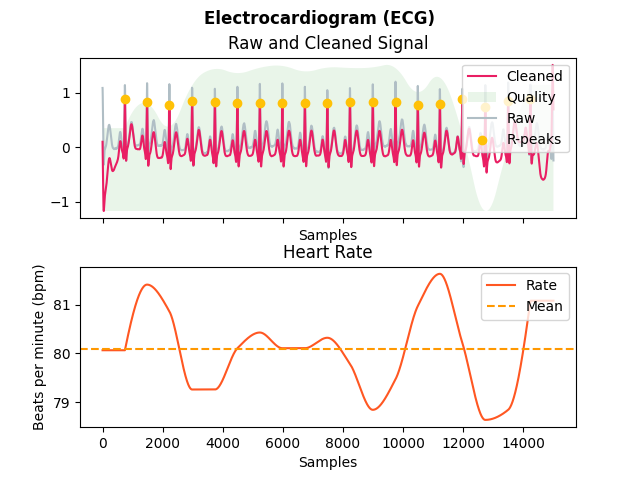 Electrocardiogram (ECG)
Raw and Cleaned Signal
Cleaned
Quality
Raw
R-peaks
1
0
−1
Samples
Heart Rate
Rate
Mean
81
80
79
Beats per minute (bpm)
0 2000 4000 6000 8000 10000 12000 14000
Samples